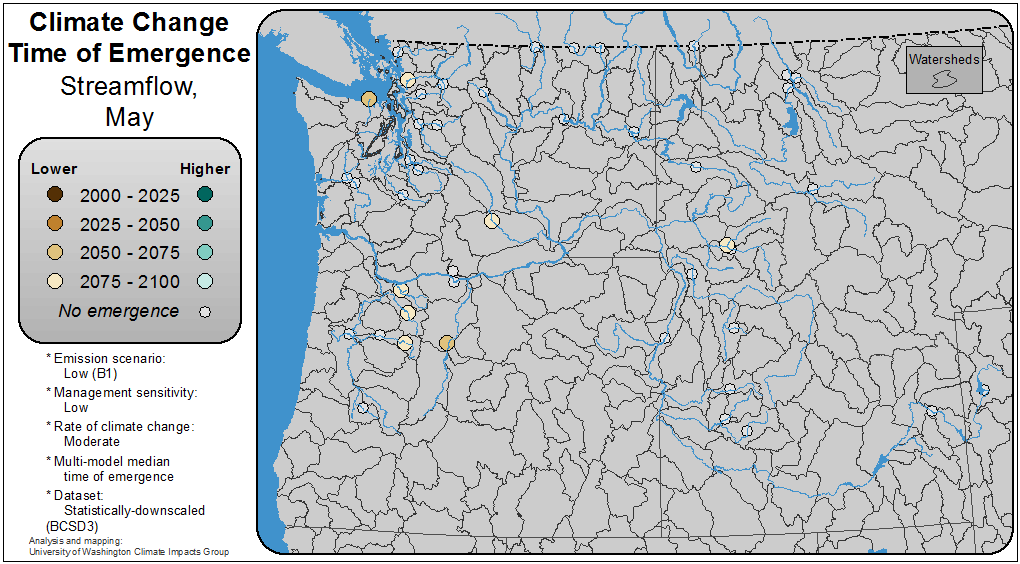 Climate Change
Time of Emergence
Streamflow,
May
Lower Higher
2000 - 2025
2025 - 2050
2050 - 2075
2075 - 2100
No emergence
* Emission scenario:
Low (B1)
* Management sensitivity:
Low
* Rate of climate change:
Moderate
* Multi-model median
time of emergence
* Dataset:
Statistically-downscaled
(BCSD3)
Analysis and mapping:
University of Washington Climate Impacts Group
Watersheds